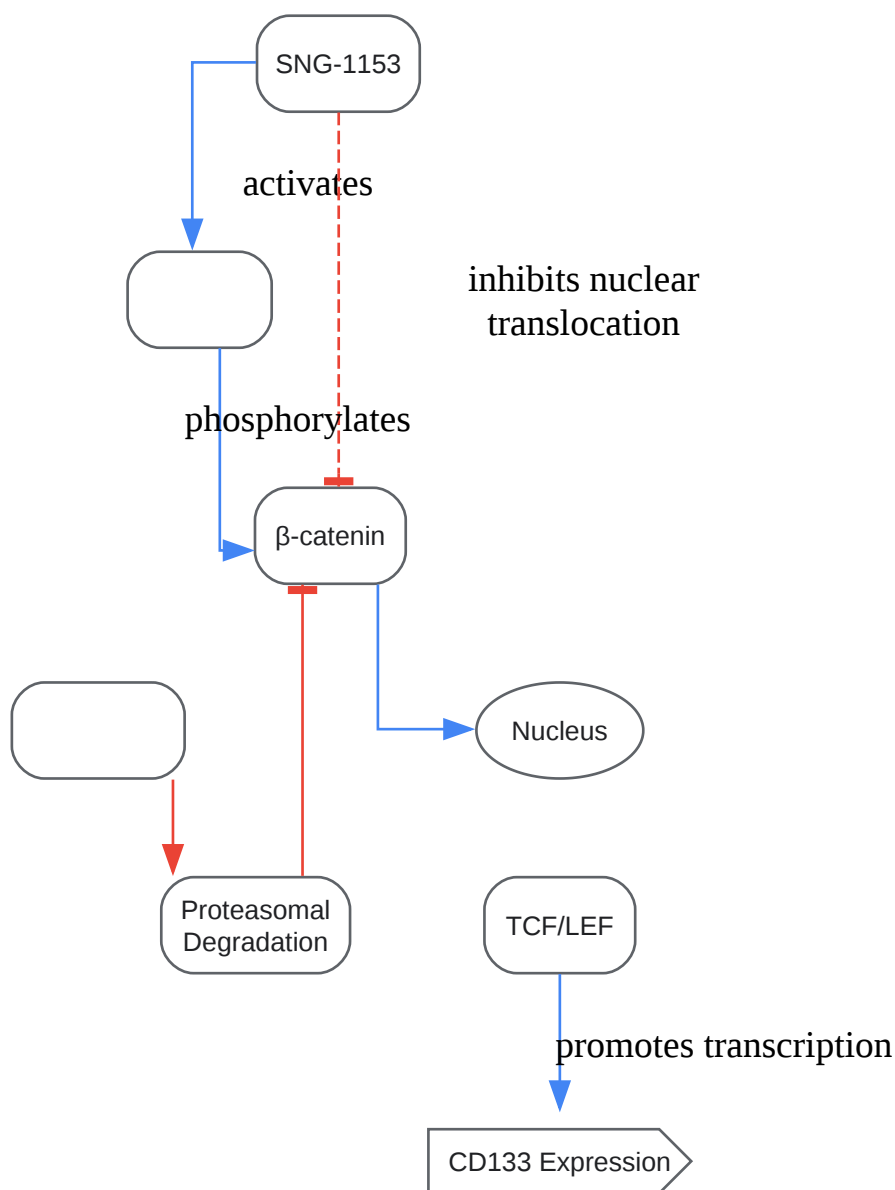 SNG-1153
activates
inhibits nuclear
translocation
phosphorylates
β-catenin
Nucleus
Proteasomal
Degradation
TCF/LEF
promotes transcription
CD133 Expression